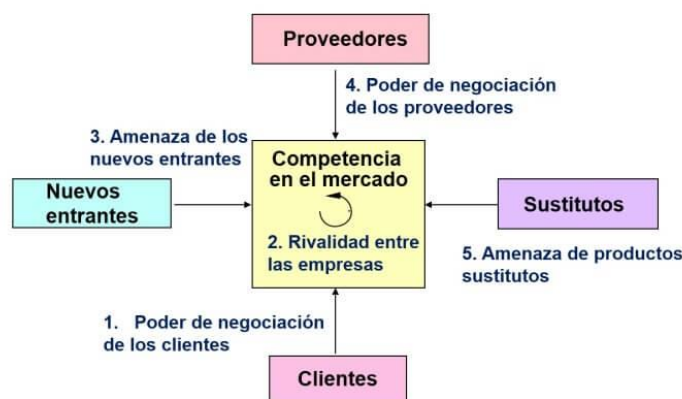 Proveedores
4. Poder de negociación
de los proveedores
3. Amenaza de los
nuevos entrantes
Competencia
en el mercado
Nuevos
entrantes
Sustitutos
2. Rivalidad entre
las empresas
5. Amenaza de productos
sustitutos
1. Poder de negociación
de los clientes
Clientes